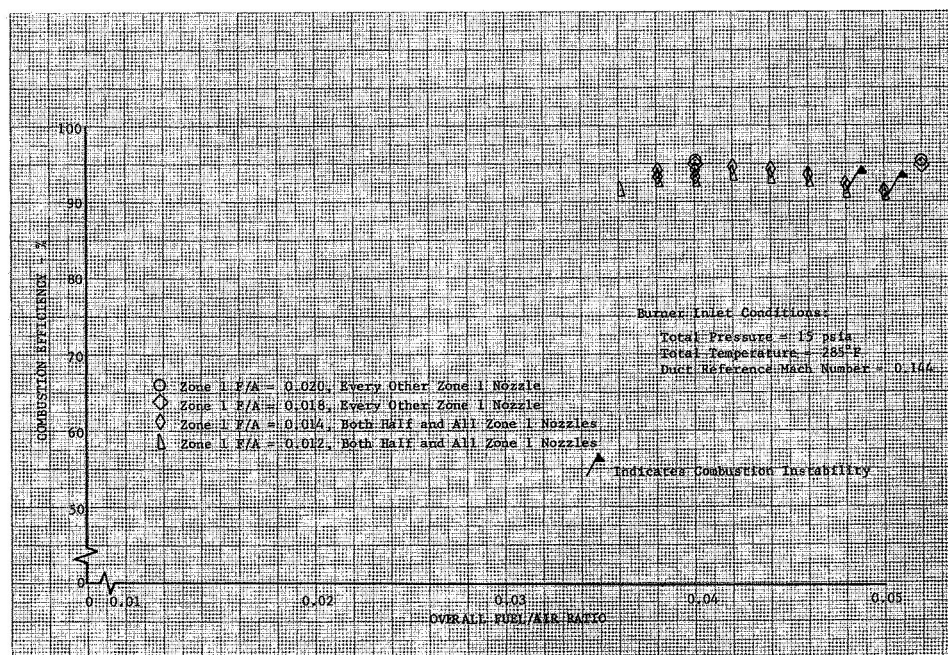 100
90
80
70
60
50
0
COMBUSTION EFFICIENCY - %
Burner Inlet Conditions:
Total Pressure = 15 psia
Total Temperature = 285°F
Duct Reference Mach Number = 0.144
Zone 1 F/A = 0.020, Every Other Zone 1 Nozzle
Zone 1 F/A = 0.018, Every Other Zone 1 Nozzle
Zone 1 F/A = 0.014, Both Half and All Zone 1 Nozzles
Zone 1 F/A = 0.012, Both Half and All Zone 1 Nozzles
Indicates Combustion Instability
0 0.01 0.02 0.03 0.04 0.05
OVERALL FUEL/AIR RATIO